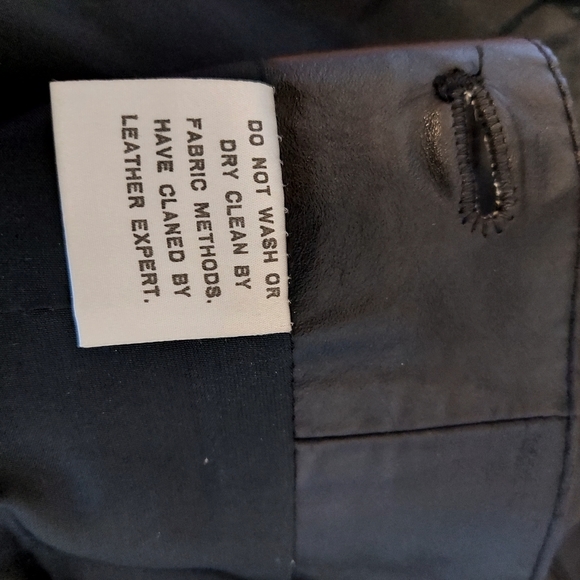 DO NOT WASH OR
DRY CLEAN BY
FABRIC METHODS.
HAVE CLANED BY
LEATHER EXPERT.